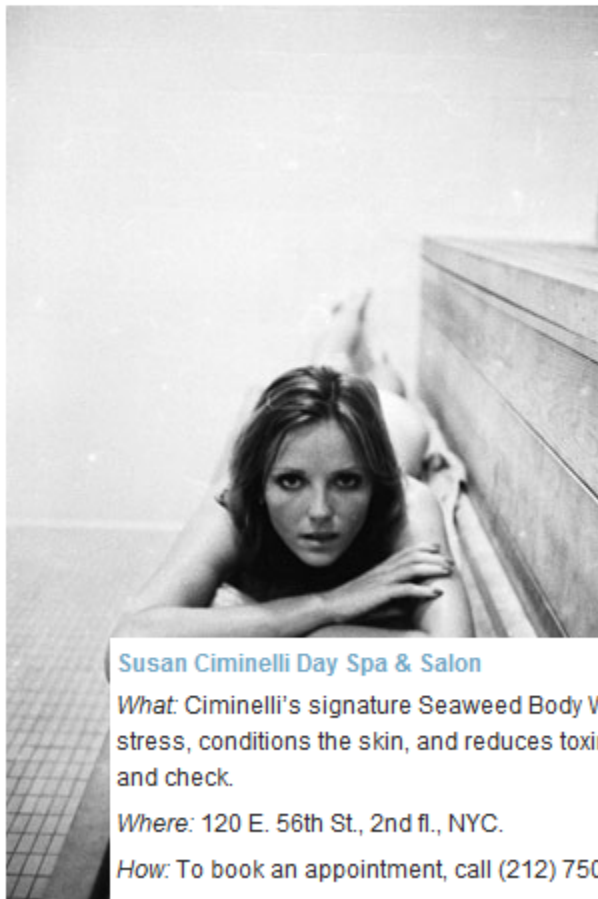 Susan Ciminelli Day Spa & Salon
What: Ciminelli's signature Seaweed Body
stress, conditions the skin, and reduces
and check.
Where: 120 E. 56th St., 2nd fl., NYC.
How: To book an appointment, call (212) 750